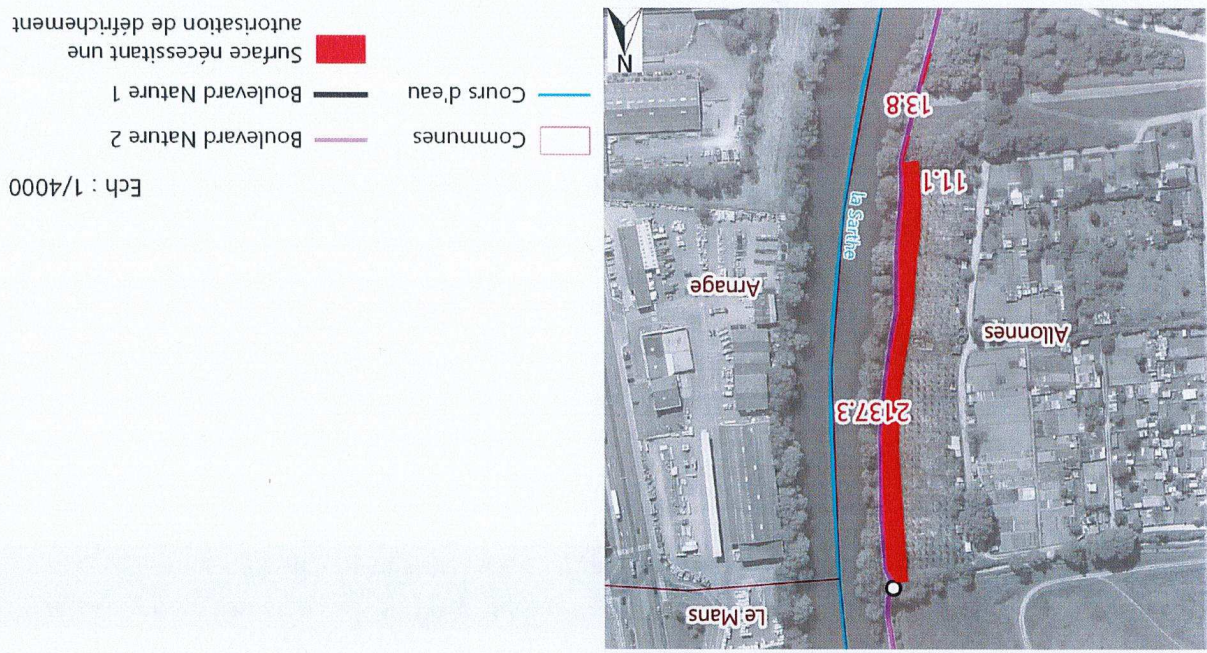 Le Mans
2137.3
Allonnes
Arnage
la Sarthe
11.1
13.8
N
Ech : 1/4000
Communes
Cours d'eau
Boulevard Nature 2
Boulevard Nature 1
Surface nécessitant une
autorisation de défrichement